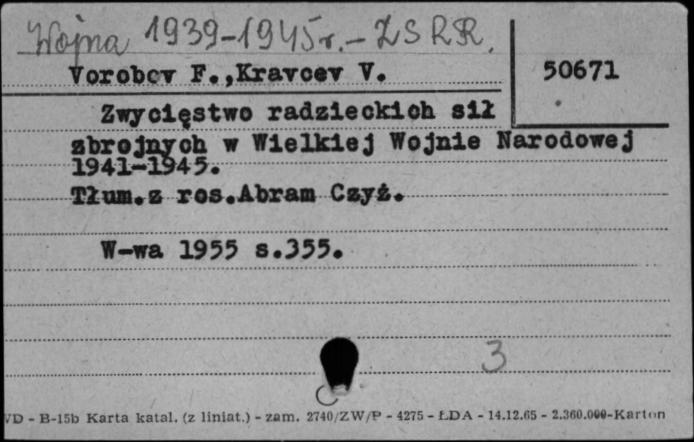 Wojna 1939-1945r.-ZSRR.
Vorobev F.,Kravcev V.
50671
Zwycięstwo radzieckich sił
zbrojnych w Wielkiej Wojnie Narodowej
1941-1945.
Tłum.z ros.Abram Czyż.
W-wa 1955 s.355.
3
VD - B-15b Karta katal. (z liniat.) - zam. 2740/ZW/P - 4275 - ŁDA - 14.12.65 - 2.360.000-Karton